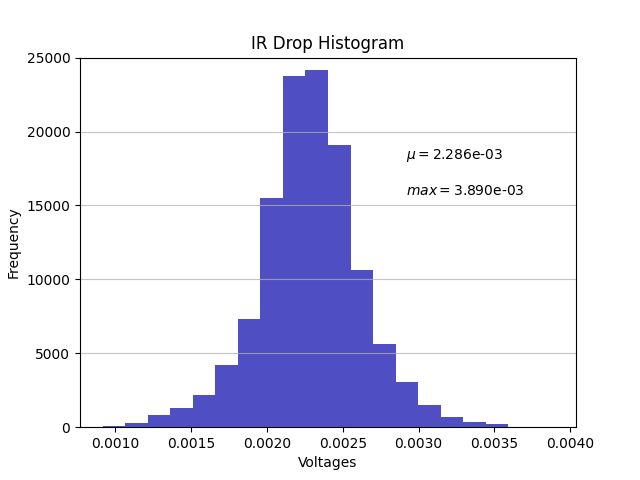 IR Drop Histogram
25000
20000
15000
10000
5000
0
Frequency
μ = 2.286e-03
max = 3.890e-03
0.0010 0.0015 0.0020 0.0025 0.0030 0.0035 0.0040
Voltages